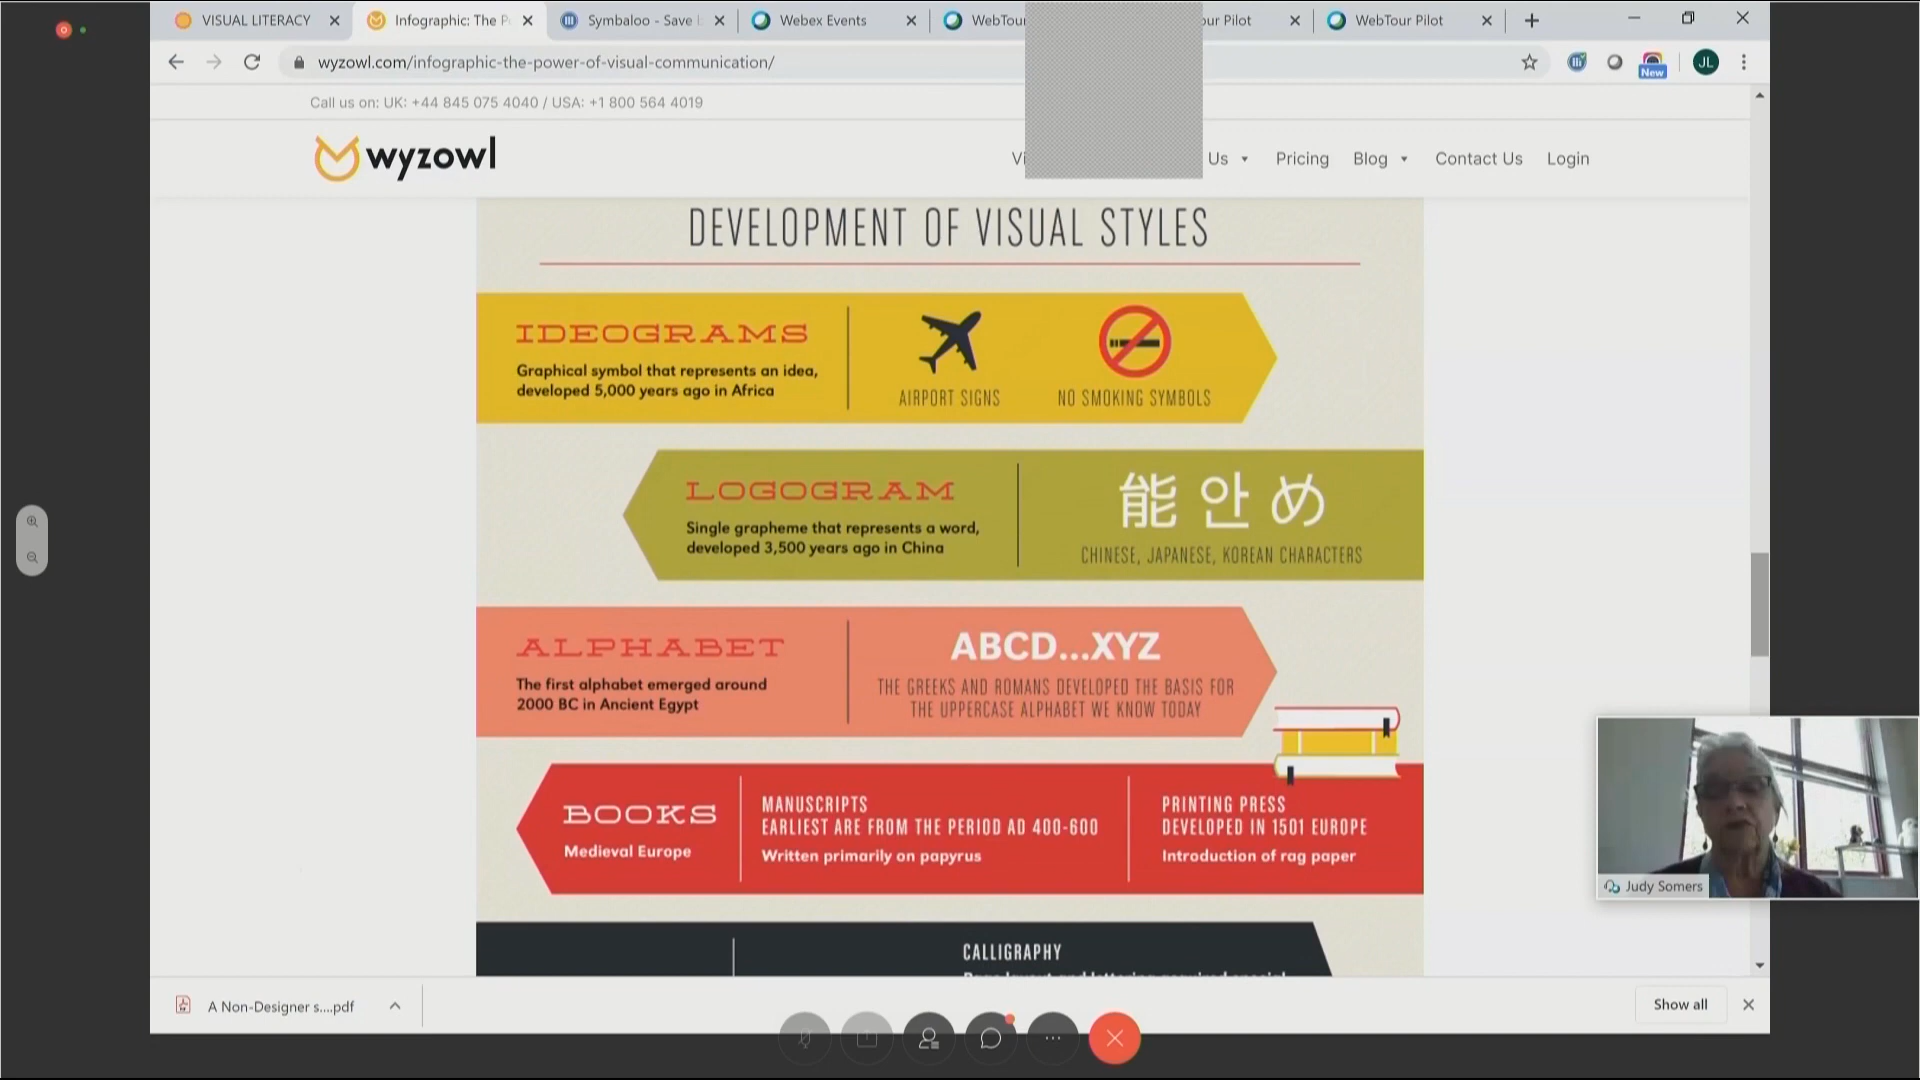 VISUAL LITERACY
Infographic: The P
Symbaloo - Save
Webex Events
WebTour
our Pilot
WebTour Pilot
wyzowl.com/infographic-the-power-of-visual-communication/
New
JL
Call us on: UK: +44 845 075 4040 / USA: +1 800 564 4019
wyzowl
Us
Pricing
Blog
Contact Us
Login
DEVELOPMENT OF VISUAL STYLES
IDEOGRAMS
Graphical symbol that represents an idea,
developed 5,000 years ago in Africa
AIRPORT SIGNS
NO SMOKING SYMBOLS
LOGOGRAM
Single grapheme that represents a word,
developed 3,500 years ago in China
能 안 め
CHINESE, JAPANESE, KOREAN CHARACTERS
ALPHABET
The first alphabet emerged around
2000 BC in Ancient Egypt
ABCD...XYZ
THE GREEKS AND ROMANS DEVELOPED THE BASIS FOR
THE UPPERCASE ALPHABET WE KNOW TODAY
BOOKS
Medieval Europe
MANUSCRIPTS
EARLIEST ARE FROM THE PERIOD AD 400-600
Written primarily on papyrus
PRINTING PRESS
DEVELOPED IN 1501 EUROPE
Introduction of rag paper
CALLIGRAPHY
Judy Somers
A Non-Designer s....pdf
Show all